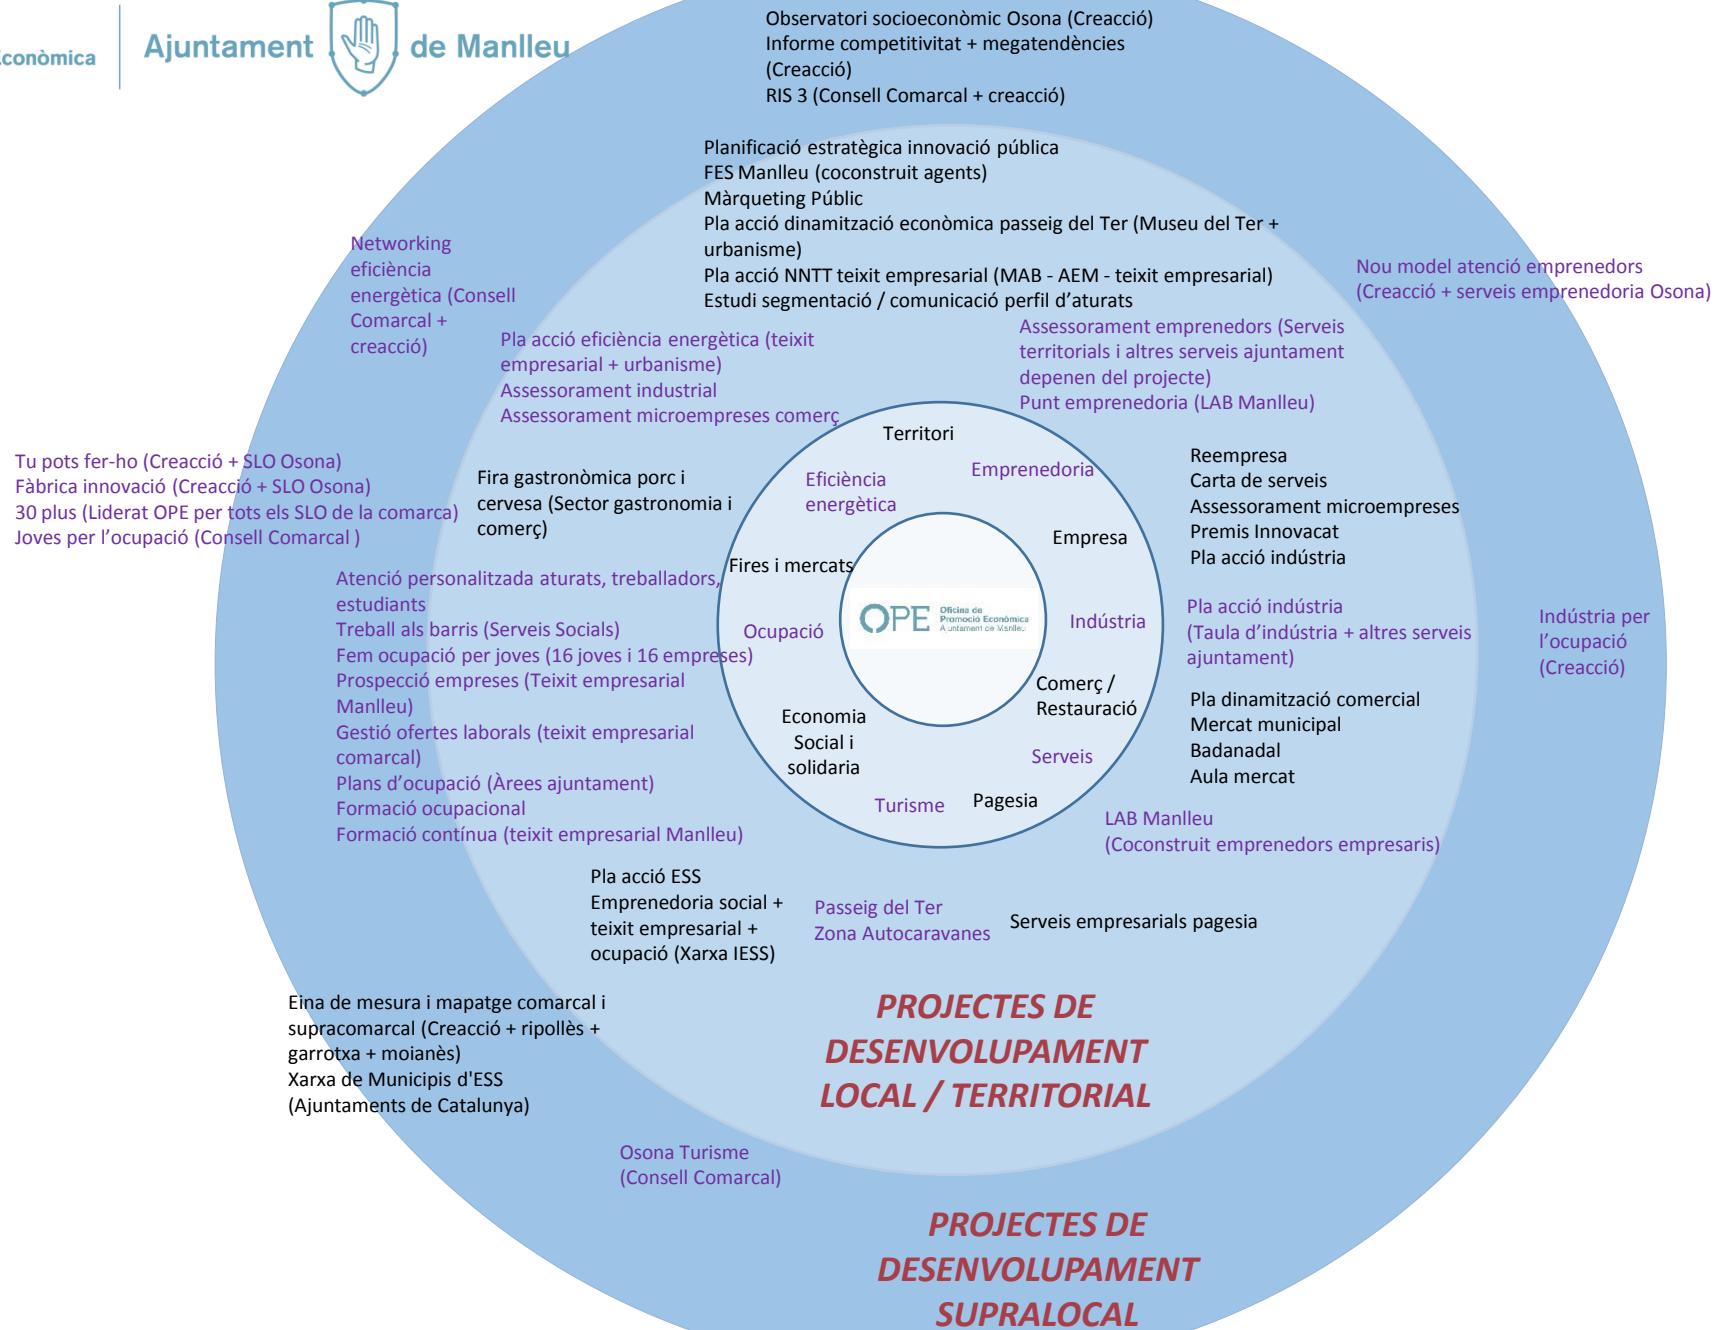 Econòmica
Ajuntament de Manlleu
Observatori socioeconòmic Osona (Creacció)
Informe competitivitat + megatendències
(Creacció)
RIS 3 (Consell Comarcal + creacció)
Planificació estratègica innovació pública
FES Manlleu (coconstruit agents)
Màrqueting Públic
Pla acció dinamització econòmica passeig del Ter (Museu del Ter +
urbanisme)
Pla acció NNTT teixit empresarial (MAB - AEM - teixit empresarial)
Estudi segmentació / comunicació perfil d'aturats
Networking
eficiència
energètica (Consell
Comarcal +
creacció)
Nou model atenció emprenedors
(Creacció + serveis emprenedoria Osona)
Pla acció eficiència energètica (teixit
empresarial + urbanisme)
Assessorament industrial
Assessorament microempreses comerç
Assessorament emprenedors (Serveis
territorials i altres serveis ajuntament
depenen del projecte)
Punt emprenedoria (LAB Manlleu)
Tu pots fer-ho (Creacció + SLO Osona)
Fàbrica innovació (Creacció + SLO Osona)
30 plus (Liderat OPE per tots els SLO de la comarca)
Joves per l'ocupació (Consell Comarcal )
Fira gastronòmica porc i
cervesa (Sector gastronomia i
comerç)
Territori
Eficiència
energètica
Emprenedoria
Empresa
Fires i mercats
Ocupació
Indústria
OPE
Oficina de
Promoció Econòmica
Ajuntament de Manlleu
Comerç /
Restauració
Economia
Social i
solidaria
Serveis
Turisme
Pagesia
Reempresa
Carta de serveis
Assessorament microempreses
Premis Innovacat
Pla acció indústria
Pla acció indústria
(Taula d'indústria + altres serveis
ajuntament)
Indústria per
l'ocupació
(Creacció)
Atenció personalitzada aturats, treballadors,
estudiants
Treball als barris (Serveis Socials)
Fem ocupació per joves (16 joves i 16 empreses)
Prospecció empreses (Teixit empresarial
Manlleu)
Gestió ofertes laborals (teixit empresarial
comarcal)
Plans d'ocupació (Àrees ajuntament)
Formació ocupacional
Formació contínua (teixit empresarial Manlleu)
Pla dinamització comercial
Mercat municipal
Badanadal
Aula mercat
LAB Manlleu
(Coconstruit emprenedors empresaris)
Pla acció ESS
Emprenedoria social +
teixit empresarial +
ocupació (Xarxa IESS)
Passeig del Ter
Zona Autocaravanes
Serveis empresarials pagesia
Eina de mesura i mapatge comarcal i
supracomarcal (Creacció + ripollès +
garrotxa + moianès)
Xarxa de Municipis d'ESS
(Ajuntaments de Catalunya)
PROJECTES DE
DESENVOLUPAMENT
LOCAL / TERRITORIAL
Osona Turisme
(Consell Comarcal)
PROJECTES DE
DESENVOLUPAMENT
SUPRALOCAL